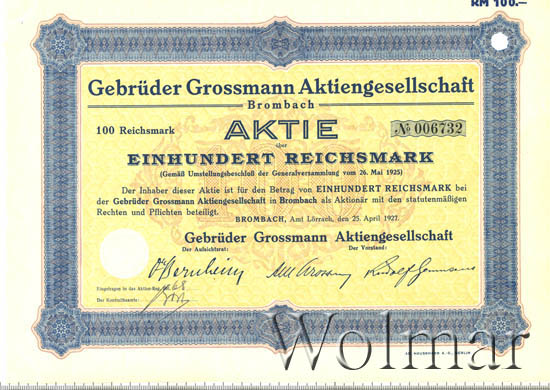 RM 100.—
Gebrüder Grossmann Aktiengesellschaft
Brombach
100 Reichsmark
AKTIE
№ 006732
über
EINHUNDERT REICHSMARK
(Gemäß Umstellungsbeschluß der Generalversammlung vom 26. Mai 1925)
Der Inhaber dieser Aktie ist für den Betrag von EINHUNDERT REICHSMARK bei
der Gebrüder Grossmann Aktiengesellschaft in Brombach als Aktionär mit den statutenmäßigen
Rechten und Pflichten beteiligt.
BROMBACH, Amt Lörrach, den 25. April 1927.
Gebrüder Grossmann Aktiengesellschaft
Der Aufsichtsrat: Der Vorstand:
Eingetragen in das Aktien-Reg. Fol. 68
Der Kontrollbeamte:
Wolmar